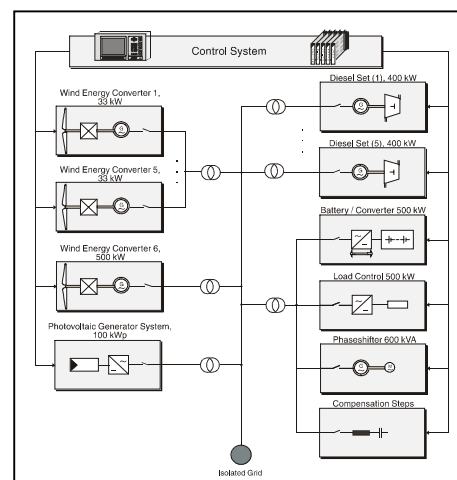 Control System
Wind Energy Converter 1,
33 kW
Wind Energy Converter 5,
33 kW
Wind Energy Converter 6,
500 kW
Photovoltaic Generator System,
100 kWp
Diesel Set (1), 400 kW
Diesel Set (5), 400 kW
Battery / Converter 500 kW
Load Control 500 kW
Phaseshifter 600 kVA
Compensation Steps
Isolated Grid